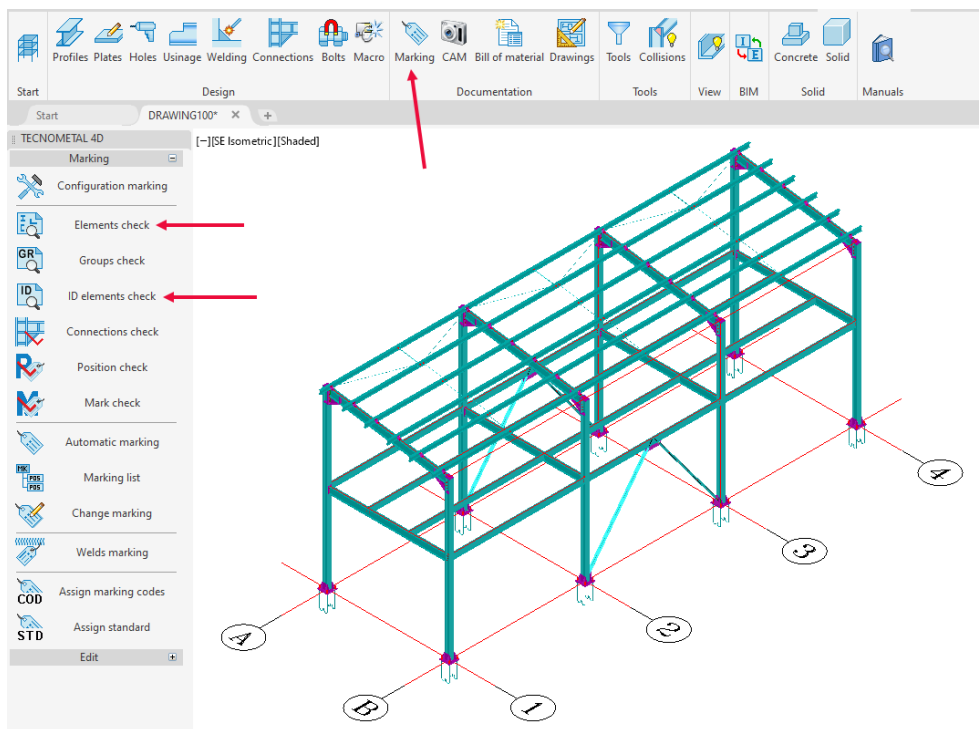 Profiles Plates Holes Usinage Welding Connections Bolts Macro Marking CAM Bill of material Drawings Tools Collisions Concrete Solid
Start Design Documentation Tools View BIM Solid Manuals
Start DRAWING100* × +
TECNOMETAL 4D
[−][SE Isometric][Shaded]
Marking
Configuration marking
Elements check
GR Groups check
ID ID elements check
Connections check
Position check
Mark check
Automatic marking
MK POS POS Marking list
Change marking
Welds marking
COD Assign marking codes
STD Assign standard
Edit
4
3
2
A
B
1
I E